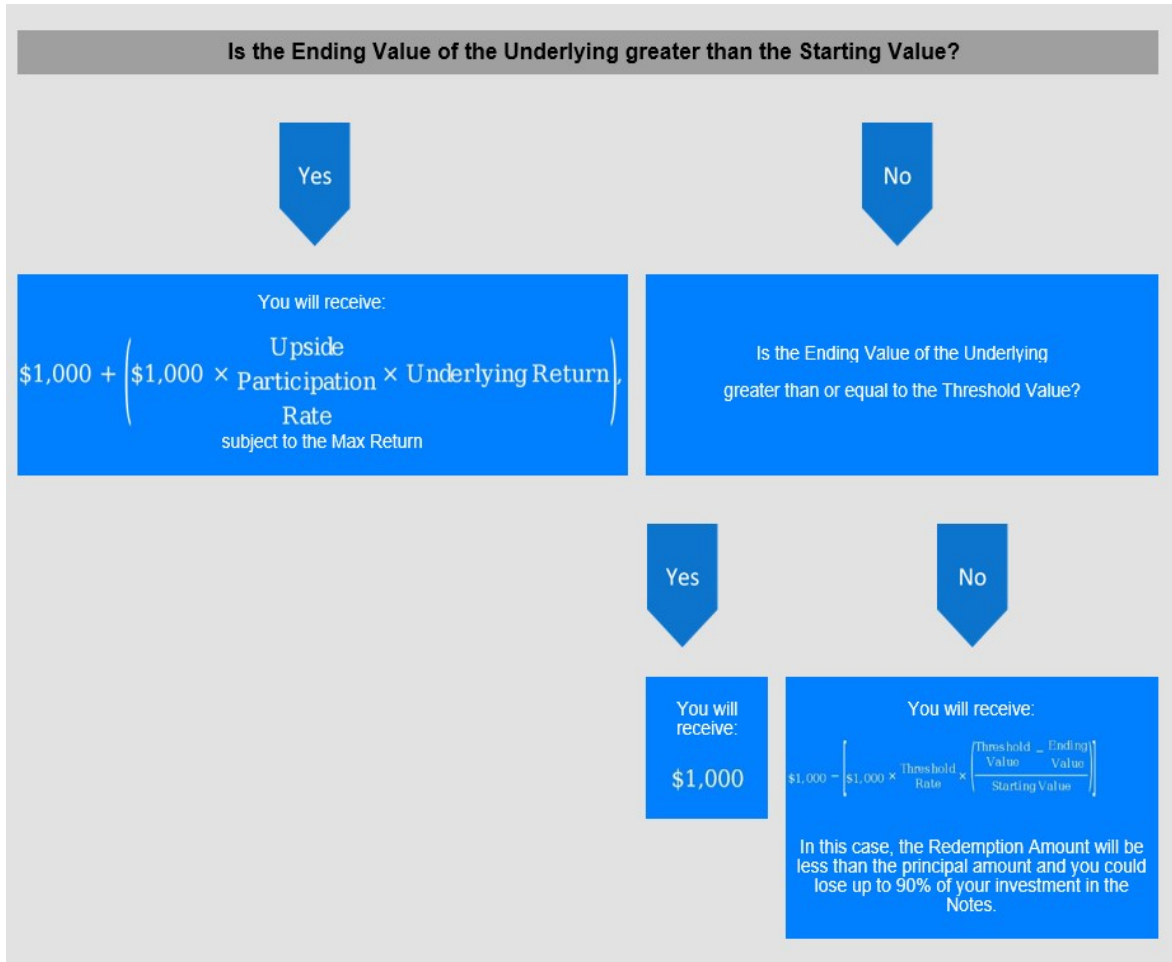 Is the Ending Value of the Underlying greater than the Starting Value?
Yes
No
You will receive:
$1,000 + ($1,000 × Upside Participation Rate × Underlying Return),
subject to the Max Return
Is the Ending Value of the Underlying
greater than or equal to the Threshold Value?
Yes
No
You will
receive:
$1,000
You will receive:
$1,000 − [$1,000 × Threshold Rate × ((Threshold Value − Ending Value) / Starting Value)]
In this case, the Redemption Amount will be
less than the principal amount and you could
lose up to 90% of your investment in the
Notes.